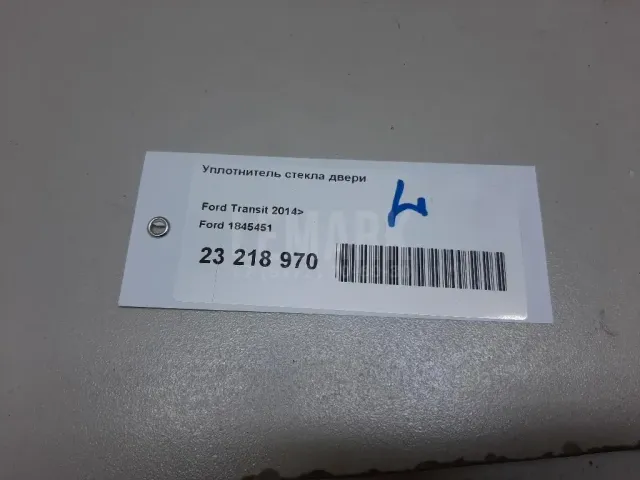 Уплотнитель стекла двери
Ford Transit 2014>
Ford 1845451
23 218 970